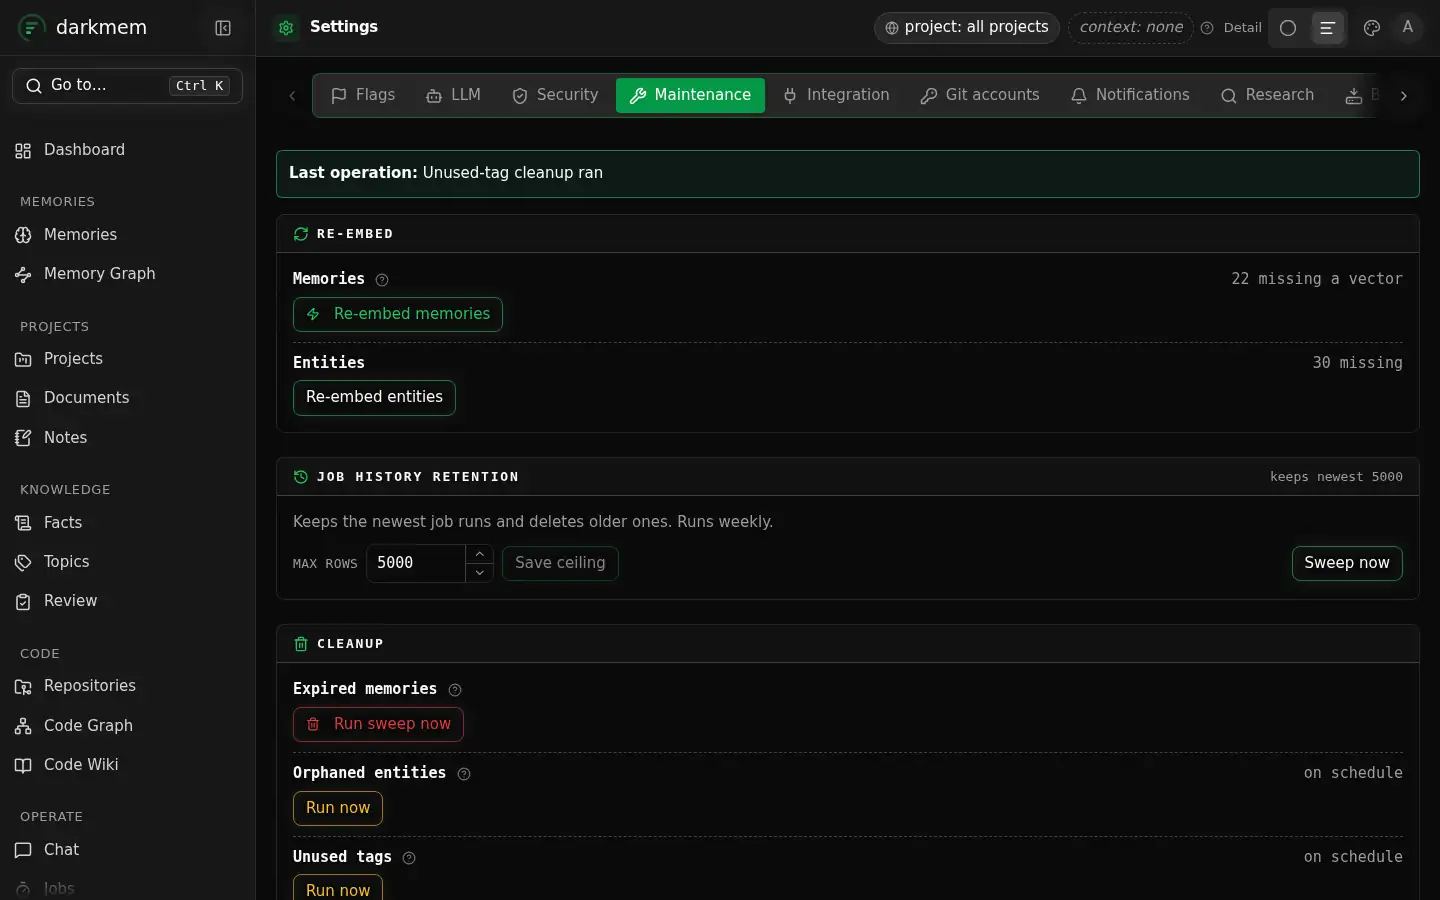 darkmem
Settings
project: all projects
context: none
Detail
A
Go to...
Ctrl K
Flags
LLM
Security
Maintenance
Integration
Git accounts
Notifications
Research
Dashboard
MEMORIES
Memories
Memory Graph
PROJECTS
Projects
Documents
Notes
KNOWLEDGE
Facts
Topics
Review
CODE
Repositories
Code Graph
Code Wiki
OPERATE
Chat
Jobs
Last operation: Unused-tag cleanup ran
RE-EMBED
Memories
22 missing a vector
Re-embed memories
Entities
30 missing
Re-embed entities
JOB HISTORY RETENTION
keeps newest 5000
Keeps the newest job runs and deletes older ones. Runs weekly.
MAX ROWS
5000
Save ceiling
Sweep now
CLEANUP
Expired memories
Run sweep now
Orphaned entities
on schedule
Run now
Unused tags
on schedule
Run now